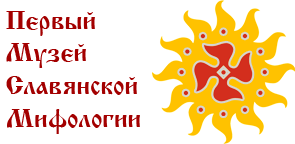 Первый
Музей
Славянской
Мифологии